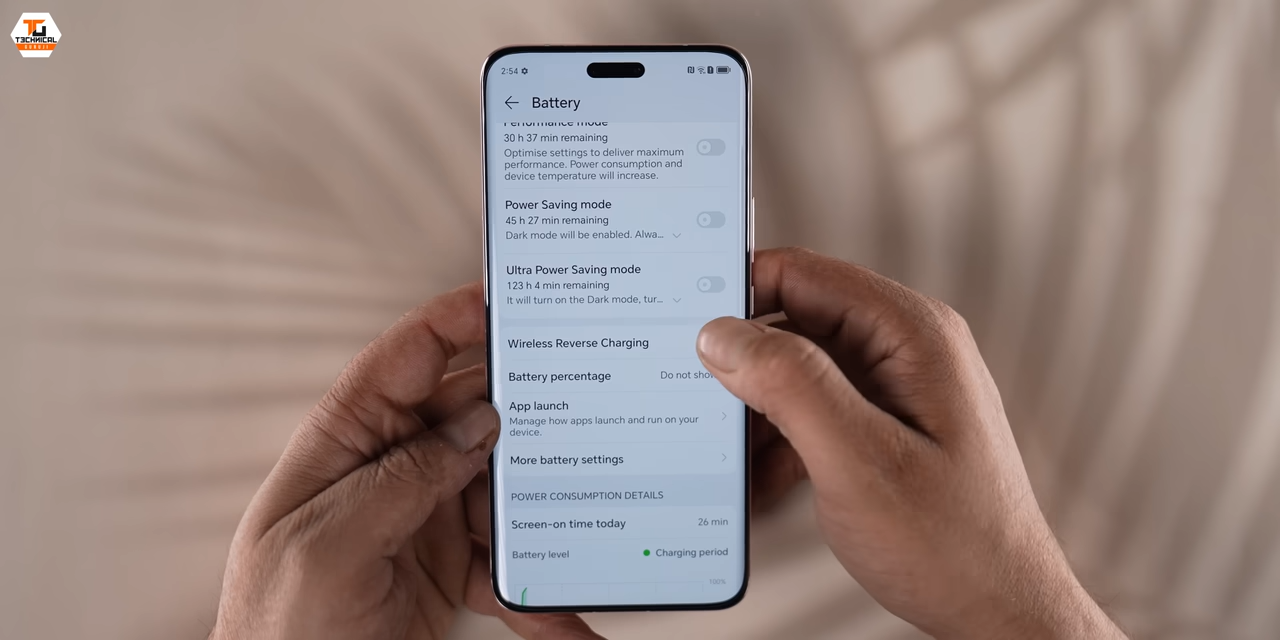 TG
TECHNICAL
GURUJI
2:54
Battery
Performance mode
30 h 37 min remaining
Optimise settings to deliver maximum
performance. Power consumption and
device temperature will increase.
Power Saving mode
45 h 27 min remaining
Dark mode will be enabled. Alwa...
Ultra Power Saving mode
123 h 4 min remaining
It will turn on the Dark mode, tur...
Wireless Reverse Charging
Battery percentage Do not show
App launch
Manage how apps launch and run on your
device.
More battery settings
POWER CONSUMPTION DETAILS
Screen-on time today 26 min
Battery level Charging period
100%